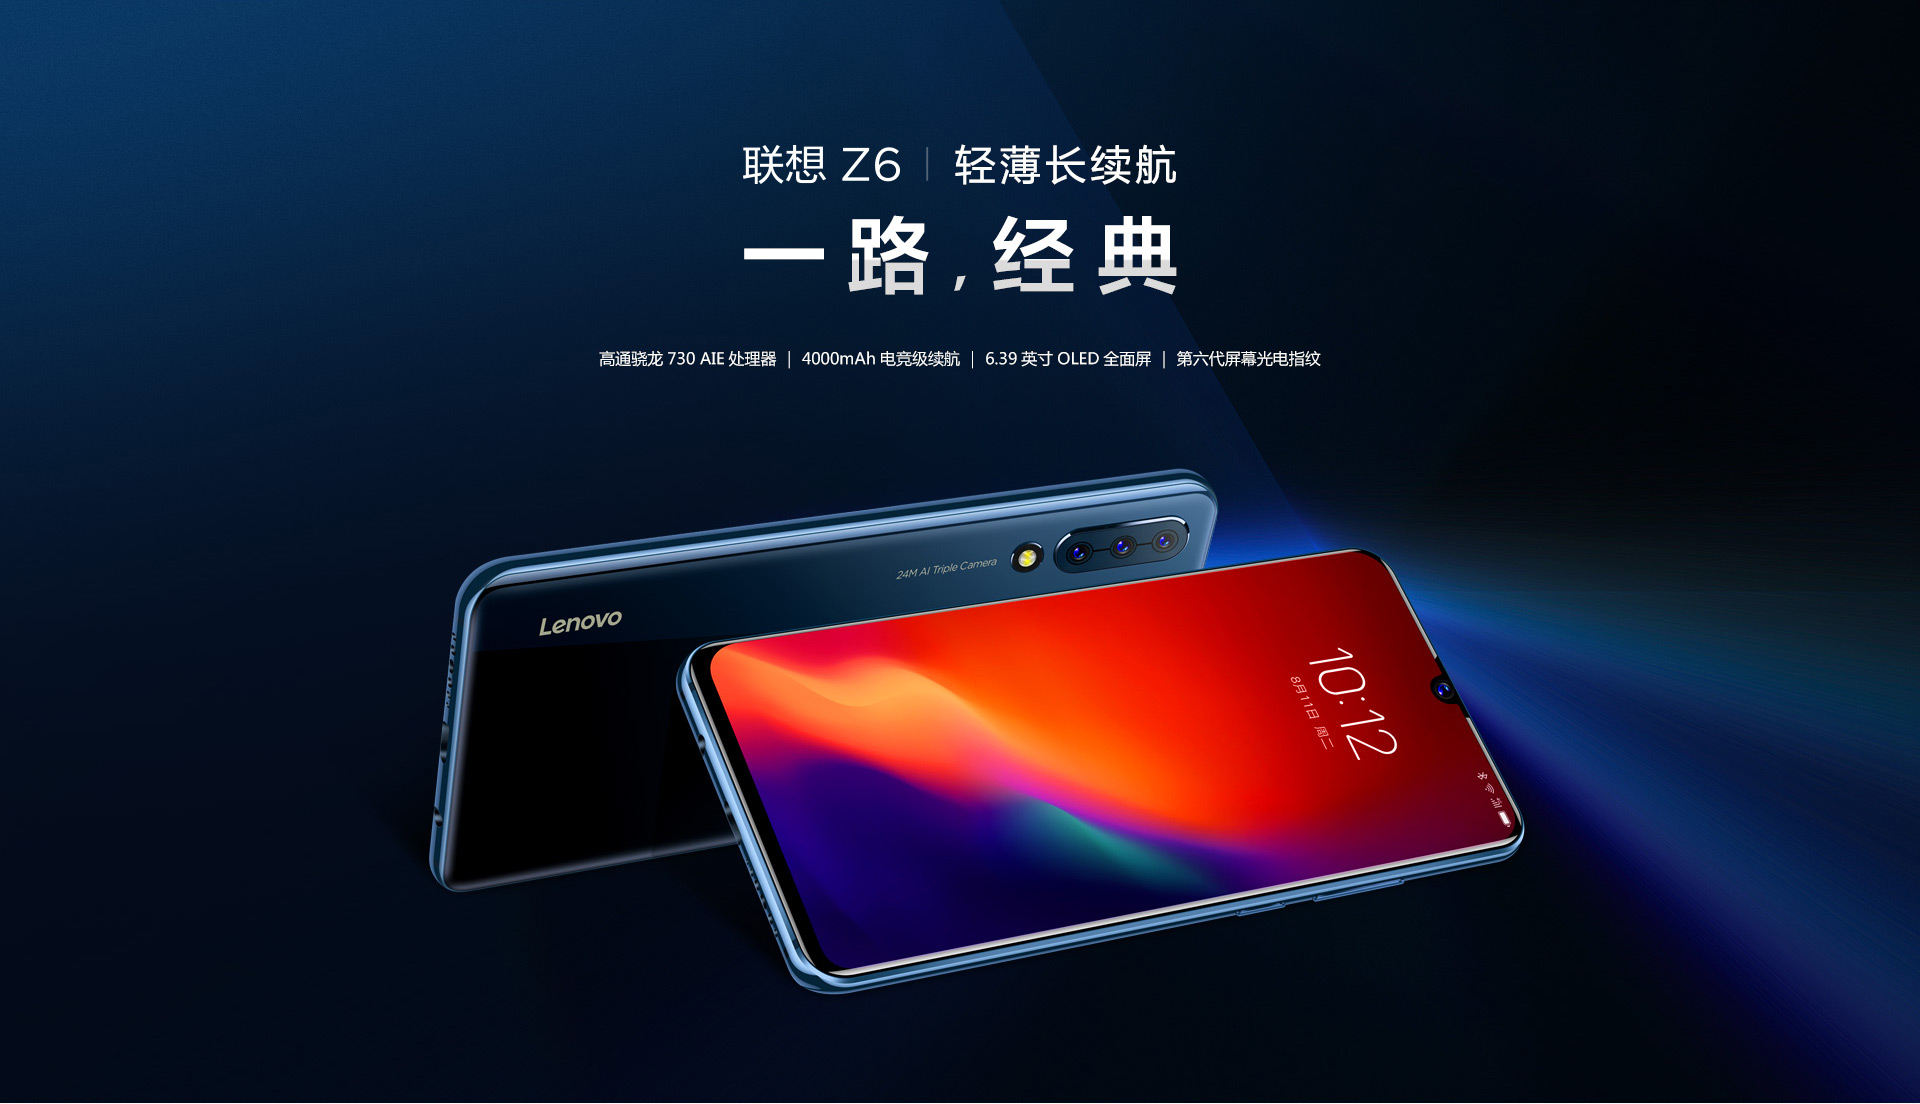 联想 Z6 | 轻薄长续航
一路,经典
高通骁龙 730 AIE 处理器 | 4000mAh 电竞级续航 | 6.39 英寸 OLED 全面屏 | 第六代屏幕光电指纹
24M AI Triple Camera
Lenovo
10:12
8月11日 周二